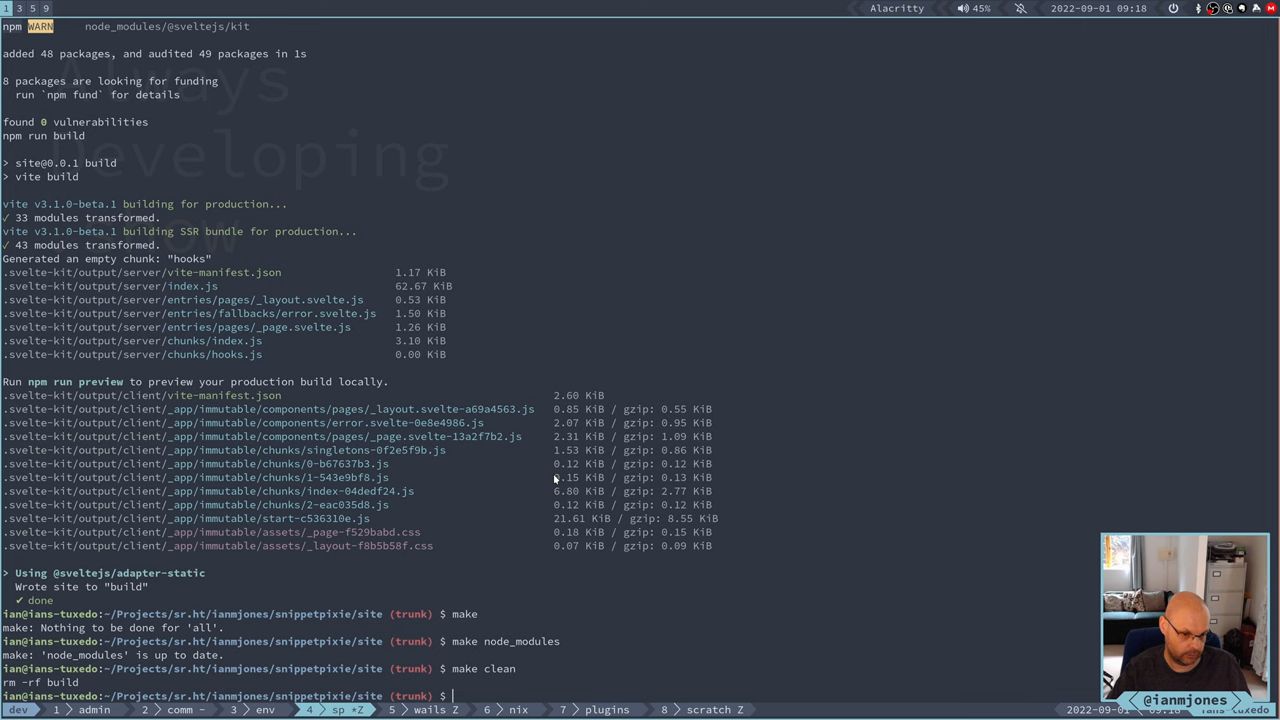 1 3 5 9 Alacritty 45% 2022-09-01 09:18
npm WARN node_modules/@sveltejs/kit
added 48 packages, and audited 49 packages in 1s
8 packages are looking for funding
run `npm fund` for details
found 0 vulnerabilities
npm run build
> site@0.0.1 build
> vite build
vite v3.1.0-beta.1 building for production...
✓ 33 modules transformed.
vite v3.1.0-beta.1 building SSR bundle for production...
✓ 43 modules transformed.
Generated an empty chunk: "hooks"
.svelte-kit/output/server/vite-manifest.json 1.17 KiB
.svelte-kit/output/server/index.js 62.67 KiB
.svelte-kit/output/server/entries/pages/_layout.svelte.js 0.53 KiB
.svelte-kit/output/server/entries/fallbacks/error.svelte.js 1.50 KiB
.svelte-kit/output/server/entries/pages/_page.svelte.js 1.26 KiB
.svelte-kit/output/server/chunks/index.js 3.10 KiB
.svelte-kit/output/server/chunks/hooks.js 0.00 KiB
Run npm run preview to preview your production build locally.
.svelte-kit/output/client/vite-manifest.json 2.60 KiB
.svelte-kit/output/client/_app/immutable/components/pages/_layout.svelte-a69a4563.js 0.85 KiB / gzip: 0.55 KiB
.svelte-kit/output/client/_app/immutable/components/error.svelte-0e8e4986.js 2.07 KiB / gzip: 0.95 KiB
.svelte-kit/output/client/_app/immutable/components/pages/_page.svelte-13a2f7b2.js 2.31 KiB / gzip: 1.09 KiB
.svelte-kit/output/client/_app/immutable/chunks/singletons-0f2e5f9b.js 1.53 KiB / gzip: 0.86 KiB
.svelte-kit/output/client/_app/immutable/chunks/0-b67637b3.js 0.12 KiB / gzip: 0.12 KiB
.svelte-kit/output/client/_app/immutable/chunks/1-543e9bf8.js 0.15 KiB / gzip: 0.13 KiB
.svelte-kit/output/client/_app/immutable/chunks/index-04dedf24.js 6.80 KiB / gzip: 2.77 KiB
.svelte-kit/output/client/_app/immutable/chunks/2-eac035d8.js 0.12 KiB / gzip: 0.12 KiB
.svelte-kit/output/client/_app/immutable/start-c536310e.js 21.61 KiB / gzip: 8.55 KiB
.svelte-kit/output/client/_app/immutable/assets/_page-f529babd.css 0.18 KiB / gzip: 0.15 KiB
.svelte-kit/output/client/_app/immutable/assets/_layout-f8b5b58f.css 0.07 KiB / gzip: 0.09 KiB
> Using @sveltejs/adapter-static
Wrote site to "build"
✔ done
ian@ians-tuxedo:~/Projects/sr.ht/ianmjones/snippetpixie/site (trunk) $ make
make: Nothing to be done for 'all'.
ian@ians-tuxedo:~/Projects/sr.ht/ianmjones/snippetpixie/site (trunk) $ make node_modules
make: 'node_modules' is up to date.
ian@ians-tuxedo:~/Projects/sr.ht/ianmjones/snippetpixie/site (trunk) $ make clean
rm -rf build
ian@ians-tuxedo:~/Projects/sr.ht/ianmjones/snippetpixie/site (trunk) $
dev 1 admin 2 comm - 3 env 4 sp *Z 5 wails Z 6 nix 7 plugins 8 scratch Z 2022-09-01
Always
Developing
@ianmjones